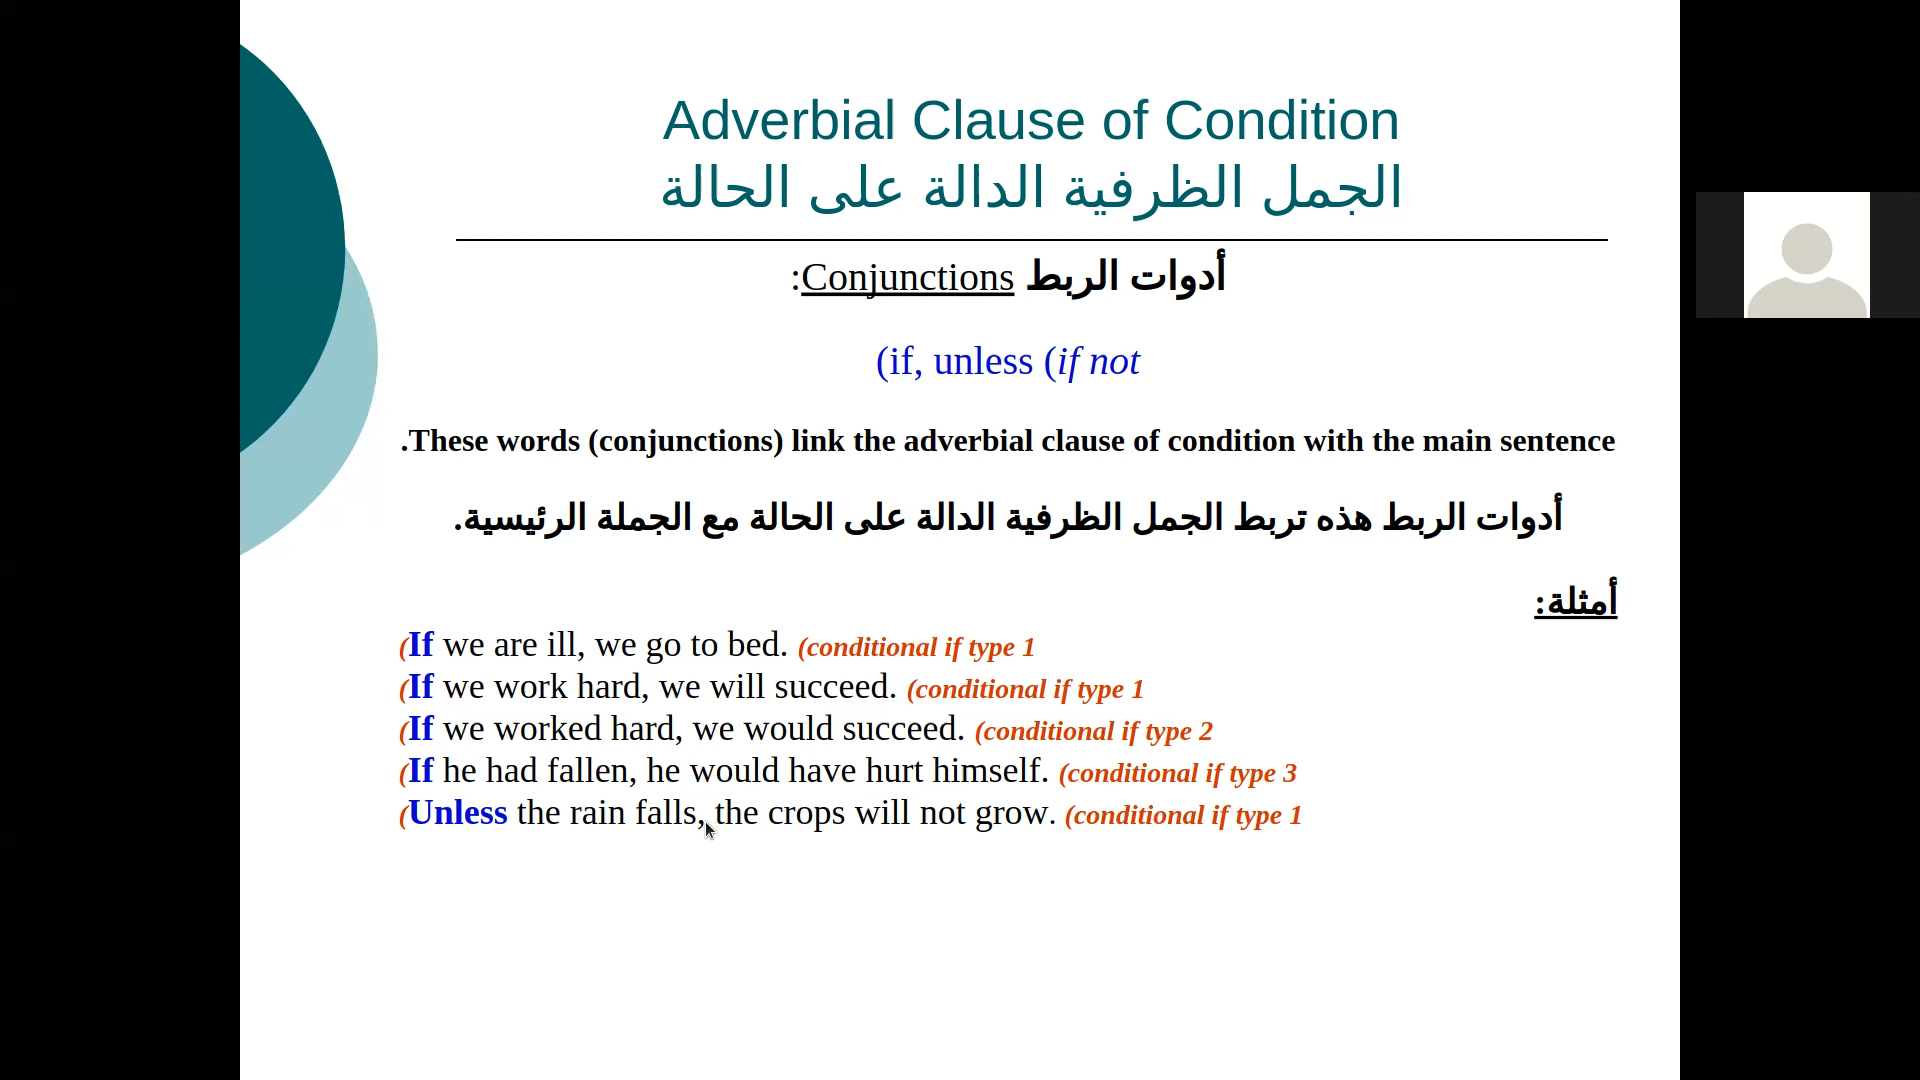 Adverbial Clause of Condition
الجمل الظرفية الدالة على الحالة
أدوات الربط Conjunctions:
(if, unless (if not
.These words (conjunctions) link the adverbial clause of condition with the main sentence
أدوات الربط هذه تربط الجمل الظرفية الدالة على الحالة مع الجملة الرئيسية.
أمثلة:
(If we are ill, we go to bed. (conditional if type 1
(If we work hard, we will succeed. (conditional if type 1
(If we worked hard, we would succeed. (conditional if type 2
(If he had fallen, he would have hurt himself. (conditional if type 3
(Unless the rain falls, the crops will not grow. (conditional if type 1